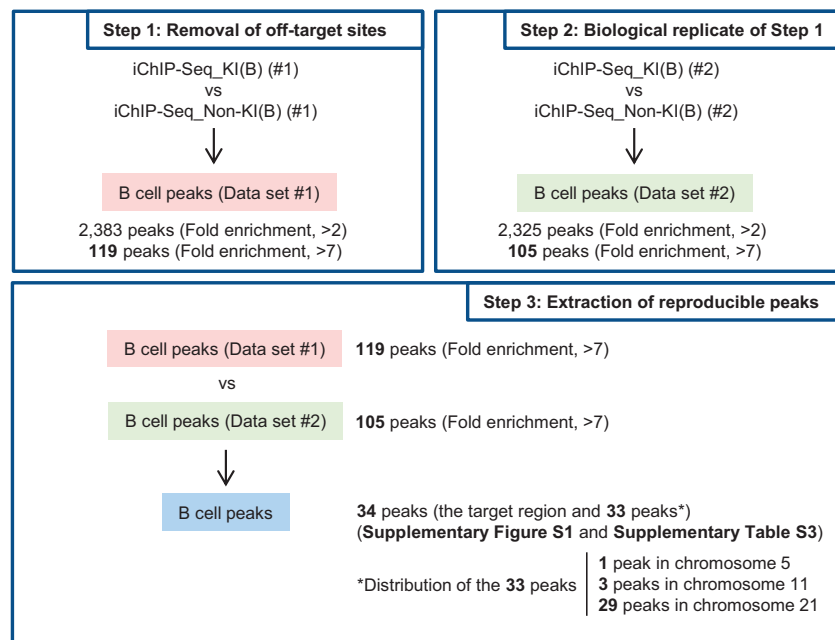 Step 1: Removal of off-target sites
iChIP-Seq_KI(B) (#1)
vs
iChIP-Seq_Non-KI(B) (#1)
B cell peaks (Data set #1)
2,383 peaks (Fold enrichment, >2)
119 peaks (Fold enrichment, >7)
Step 2: Biological replicate of Step 1
iChIP-Seq_KI(B) (#2)
vs
iChIP-Seq_Non-KI(B) (#2)
B cell peaks (Data set #2)
2,325 peaks (Fold enrichment, >2)
105 peaks (Fold enrichment, >7)
Step 3: Extraction of reproducible peaks
B cell peaks (Data set #1)
119 peaks (Fold enrichment, >7)
vs
B cell peaks (Data set #2)
105 peaks (Fold enrichment, >7)
B cell peaks
34 peaks (the target region and 33 peaks*)
(Supplementary Figure S1 and Supplementary Table S3)
*Distribution of the 33 peaks
1 peak in chromosome 5
3 peaks in chromosome 11
29 peaks in chromosome 21